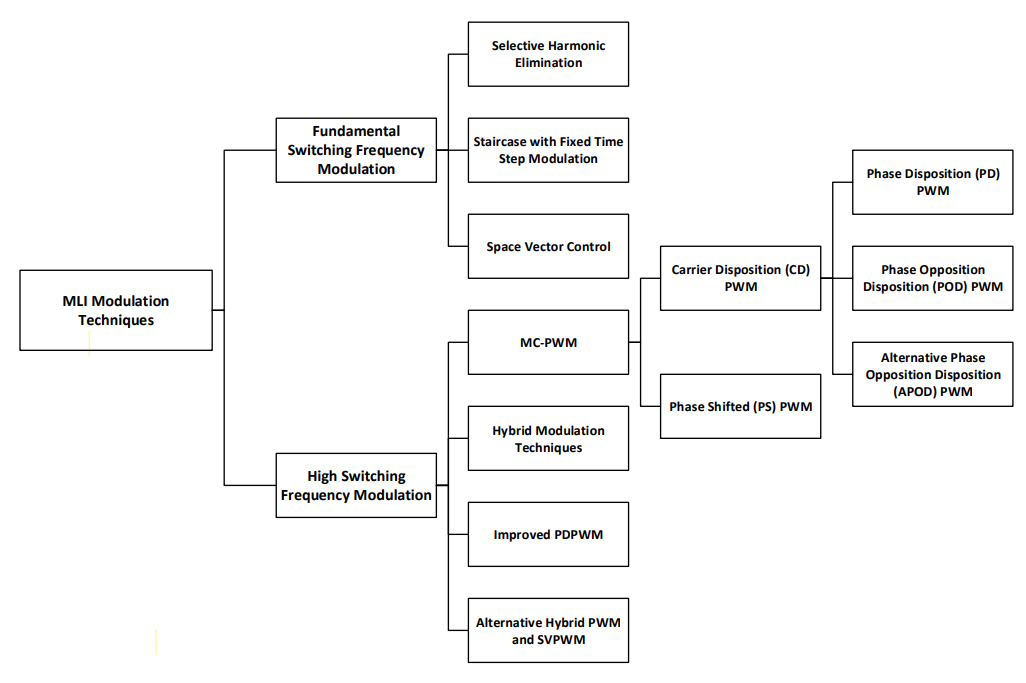 MLI Modulation
Techniques
Fundamental
Switching Frequency
Modulation
High Switching
Frequency Modulation
Selective Harmonic
Elimination
Staircase with Fixed Time
Step Modulation
Space Vector Control
MC-PWM
Hybrid Modulation
Techniques
Improved PDPWM
Alternative Hybrid PWM
and SVPWM
Carrier Disposition (CD)
PWM
Phase Shifted (PS) PWM
Phase Disposition (PD)
PWM
Phase Opposition
Disposition (POD) PWM
Alternative Phase
Opposition Disposition
(APOD) PWM